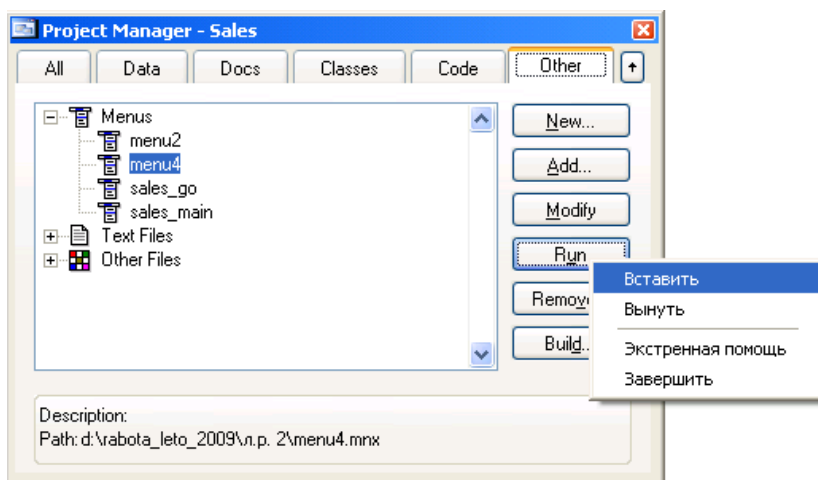 Project Manager - Sales
All Data Docs Classes Code Other
Menus
menu2
menu4
sales_go
sales_main
Text Files
Other Files
New...
Add...
Modify
Run
Remov
Build..
Вставить
Вынуть
Экстренная помощь
Завершить
Description:
Path: d:\rabota_leto_2009\л.р. 2\menu4.mnx